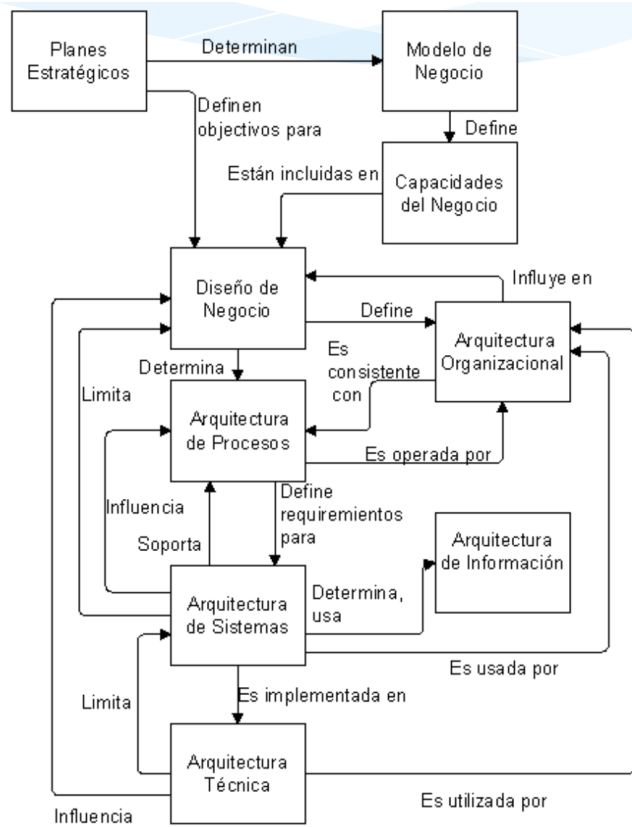 Planes
Estratégicos
Determinan
Modelo de
Negocio
Definen
objectivos para
Define
Están incluidas en
Capacidades
del Negocio
Diseño de
Negocio
Influye en
Define
Arquitectura
Organizacional
Es
consistente
con
Determina
Limita
Arquitectura
de Procesos
Es operada por
Influencia
Define
requirimientos
para
Soporta
Arquitectura
de Información
Arquitectura
de Sistemas
Determina,
usa
Es usada por
Es implementada en
Limita
Arquitectura
Técnica
Es utilizada por
Influencia